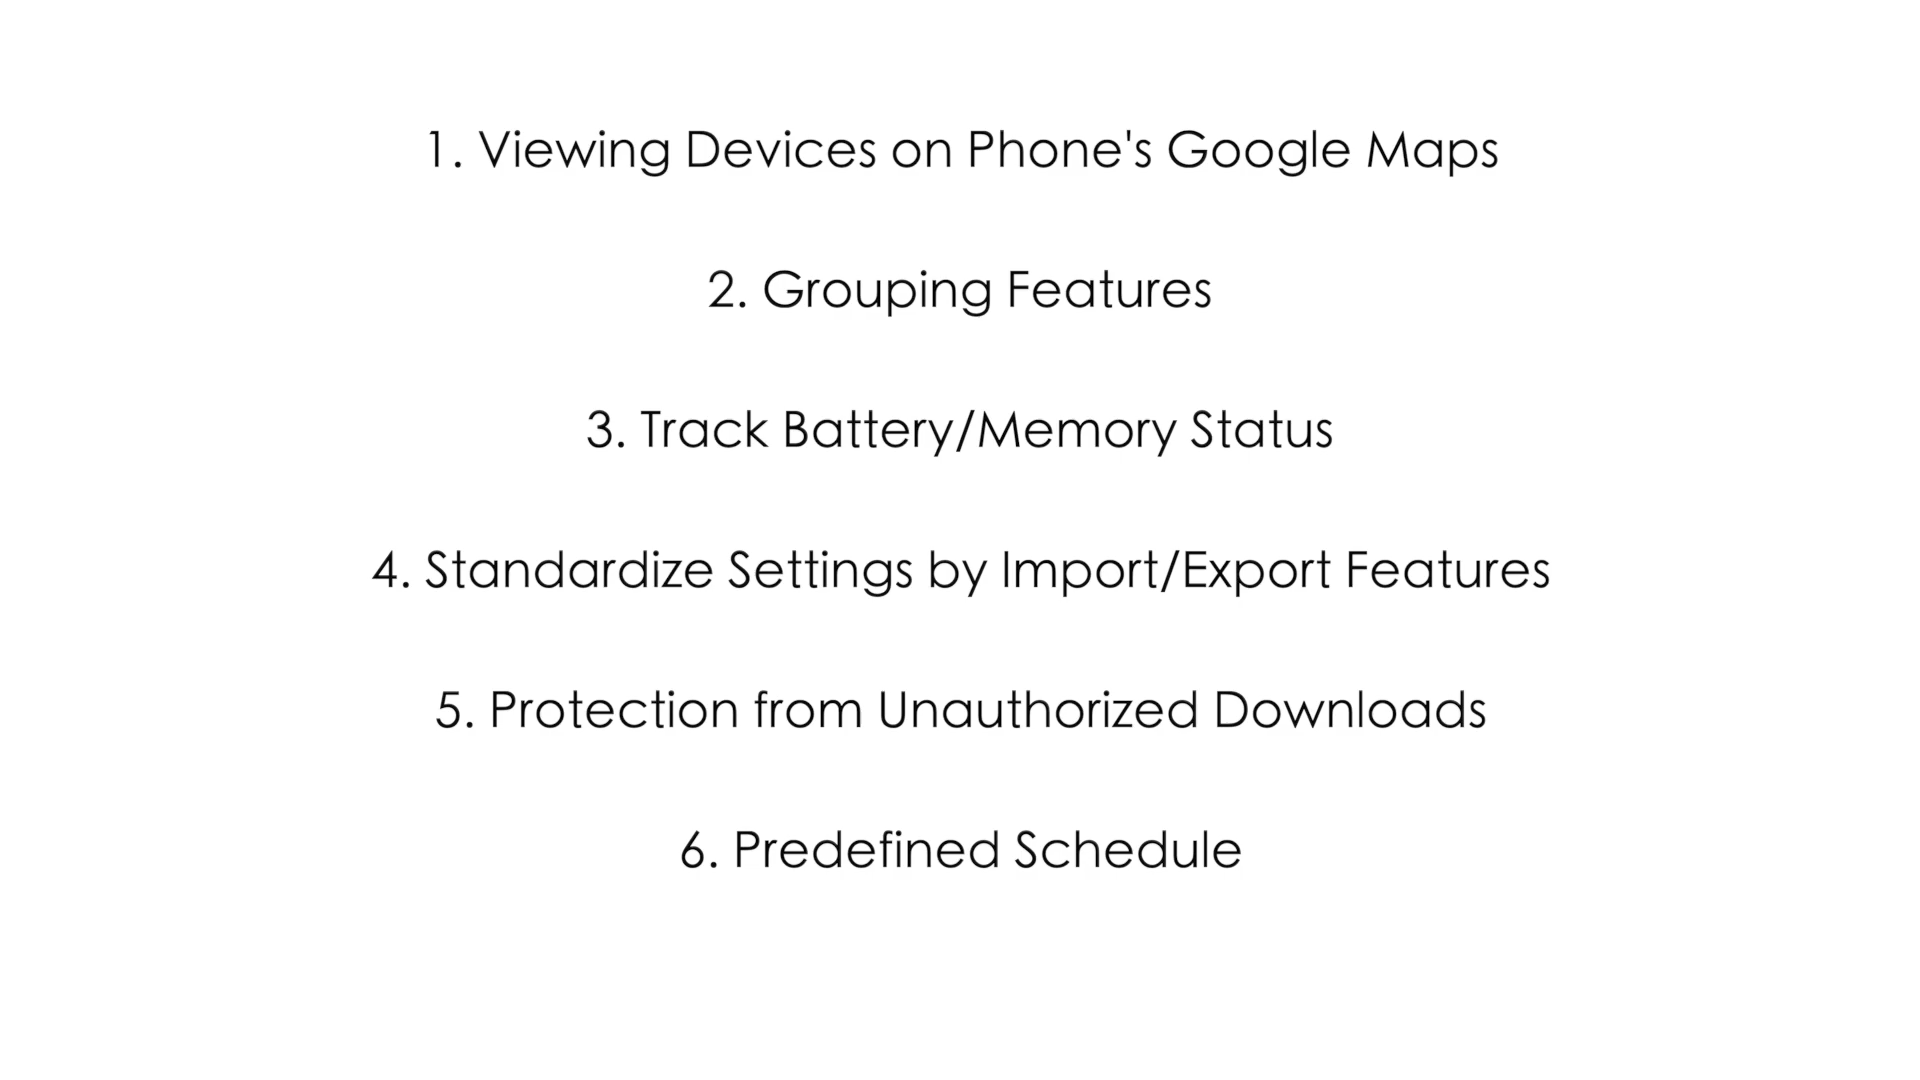 1. Viewing Devices on Phone's Google Maps
2. Grouping Features
3. Track Battery/Memory Status
4. Standardize Settings by Import/Export Features
5. Protection from Unauthorized Downloads
6. Predefined Schedule